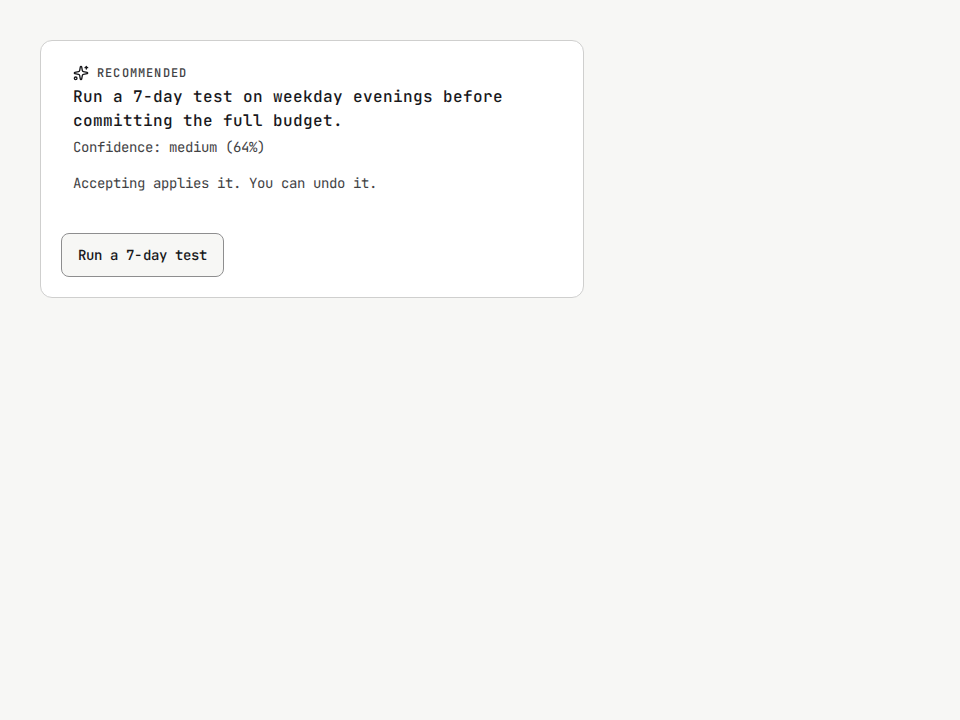 RECOMMENDED
Run a 7-day test on weekday evenings before
committing the full budget.
Confidence: medium (64%)
Accepting applies it. You can undo it.
Run a 7-day test